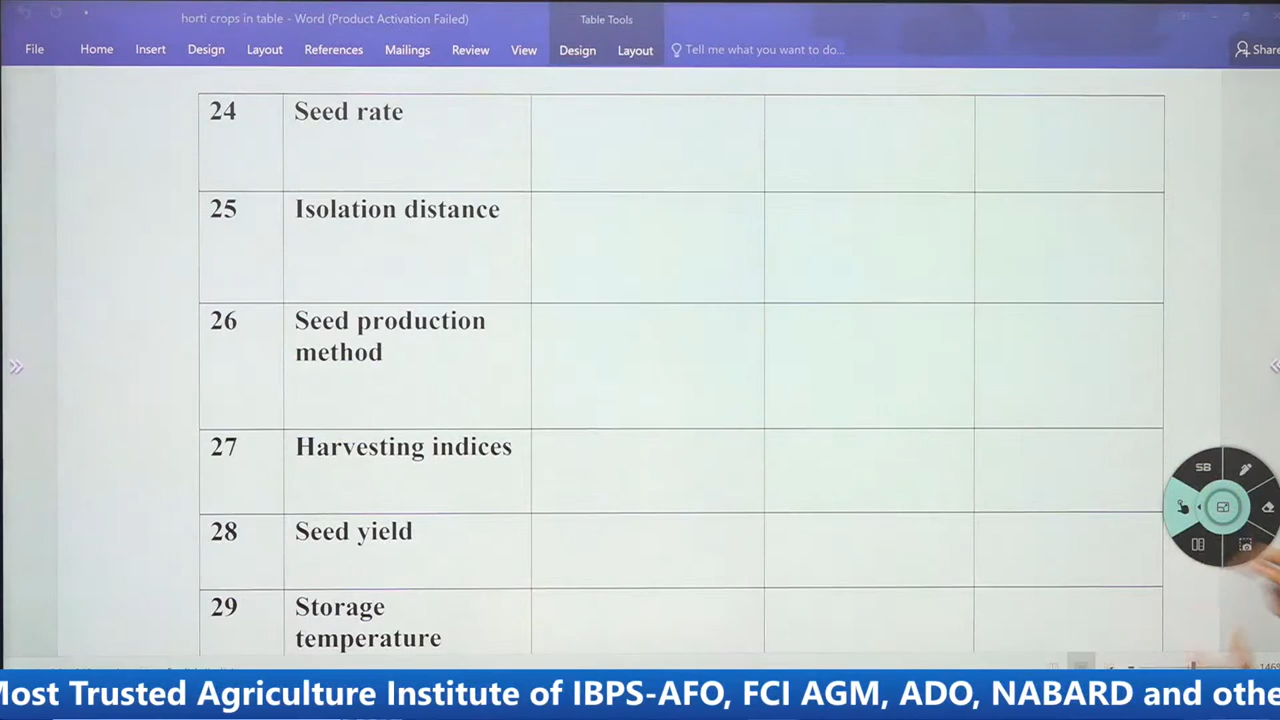 horti crops in table - Word (Product Activation Failed)
Table Tools
File Home Insert Design Layout References Mailings Review View Design Layout Tell me what you want to do... Share
24 Seed rate
25 Isolation distance
26 Seed production
method
27 Harvesting indices
28 Seed yield
29 Storage
temperature
SB
Most Trusted Agriculture Institute of IBPS-AFO, FCI AGM, ADO, NABARD and othe